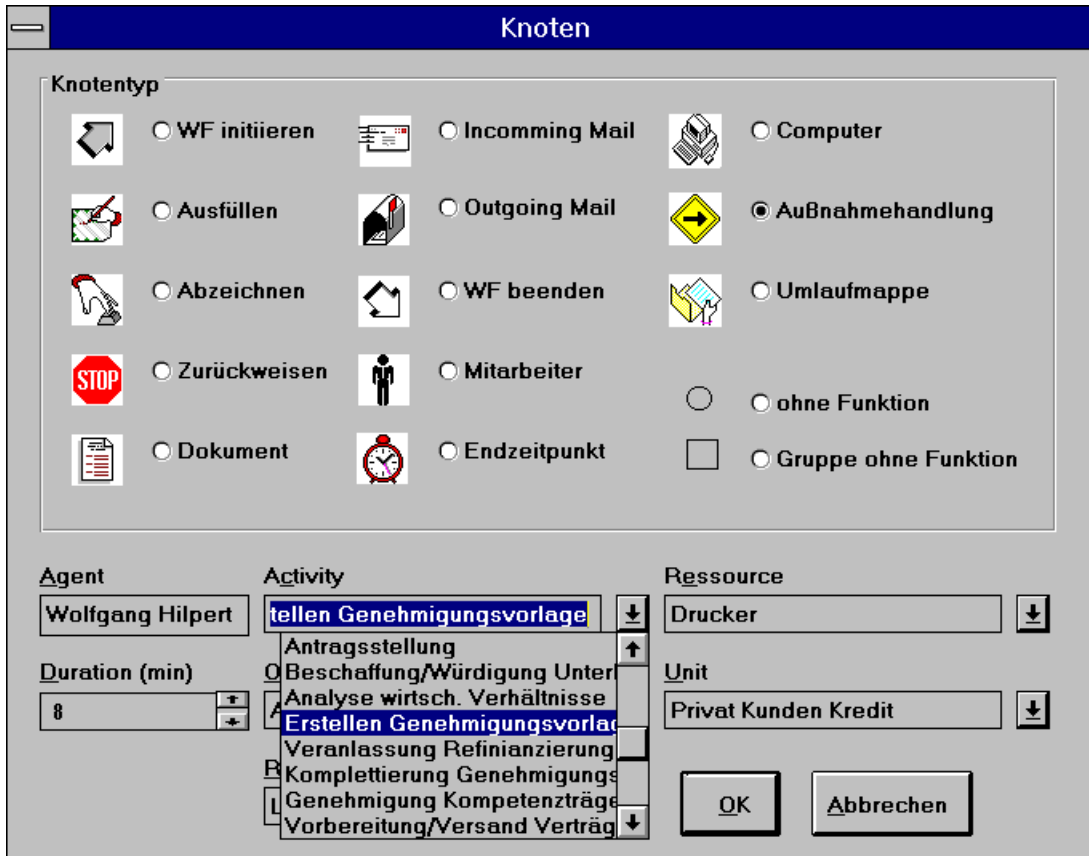 Knoten
Knotentyp
WF initiieren
Incomming Mail
Computer
Ausfüllen
Outgoing Mail
Außnahmehandlung
Abzeichnen
WF beenden
Umlaufmappe
STOP
Zurückweisen
Mitarbeiter
ohne Funktion
Dokument
Endzeitpunkt
Gruppe ohne Funktion
Agent
Activity
Ressource
Wolfgang Hilpert
tellen Genehmigungsvorlage
Drucker
Antragsstellung
Beschaffung/Würdigung Unterl
Analyse wirtsch. Verhältnisse
Erstellen Genehmigungsvorlag
Veranlassung Refinianzierung
Komplettierung Genehmigungs
Genehmigung Kompetenzträge
Vorbereitung/Versand Verträg
Duration (min)
O
Unit
8
A
Privat Kunden Kredit
R
L
OK
Abbrechen